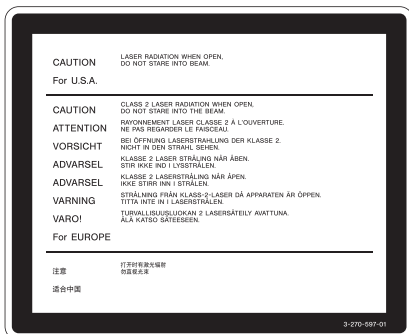 CAUTION LASER RADIATION WHEN OPEN,
DO NOT STARE INTO BEAM.
For U.S.A.
CAUTION CLASS 2 LASER RADIATION WHEN OPEN,
DO NOT STARE INTO THE BEAM.
ATTENTION RAYONNEMENT LASER CLASSE 2 Á L'OUVERTURE.
NE PAS REGARDER LE FAISCEAU.
VORSICHT BEI ÖFFNUNG LASERSTRAHLUNG DER KLASSE 2.
NICHT IN DEN STRAHL SEHEN.
ADVARSEL KLASSE 2 LASER STRÅLING NÅR ÅBEN.
STIR IKKE IND I LYSSTRÅLEN.
ADVARSEL KLASSE 2 LASERSTRÅLING NÅR ÅPEN.
IKKE STIRR INN I STRÅLEN.
VARNING STRÅLNING FRÅN KLASS-2-LASER DÅ APPARATEN ÄR ÖPPEN.
TITTA INTE IN I LASERSTRÅLEN.
VARO! TURVALLISUUSLUOKAN 2 LASERSÄTEILY AVATTUNA.
ÄLÄ KATSO SÄTEESEEN.
For EUROPE
注意 打开时有激光辐射
勿直视光束
适合中国
3-270-597-01